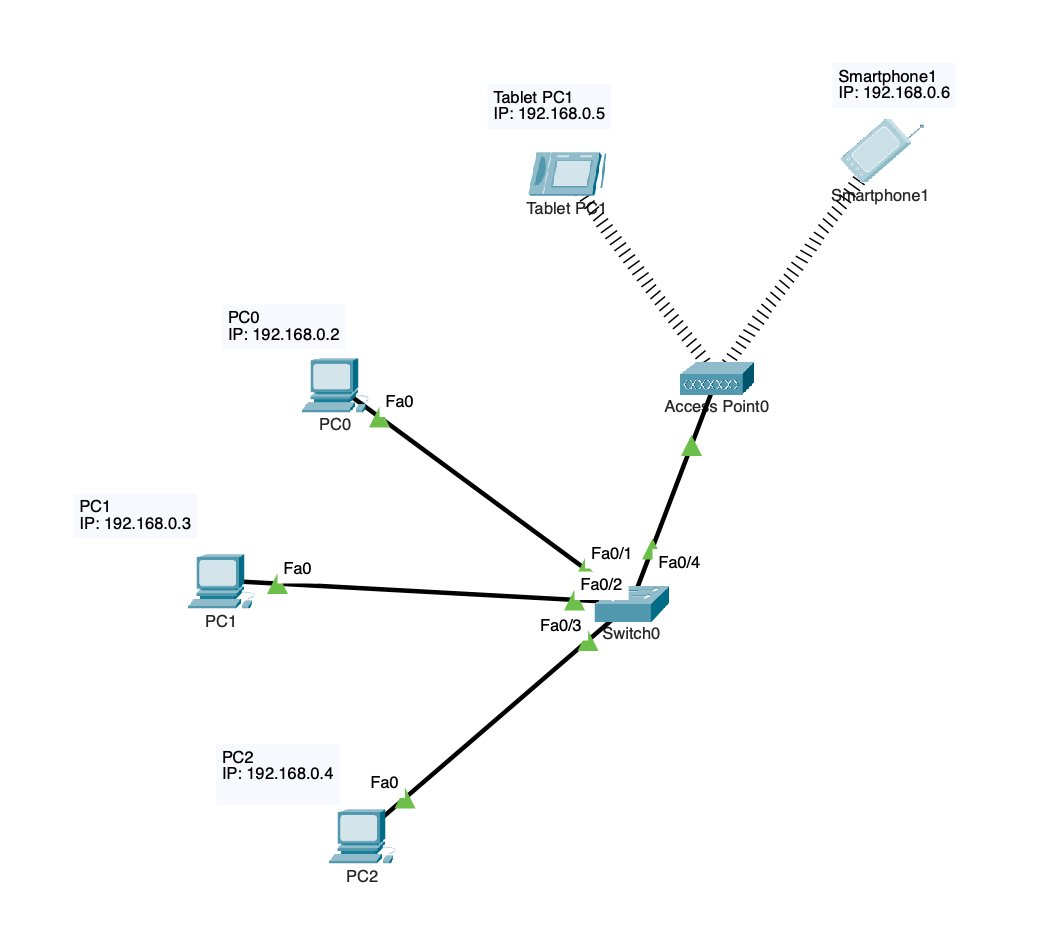 Smartphone1
IP: 192.168.0.6
Tablet PC1
IP: 192.168.0.5
Smartphone1
Tablet PC1
PC0
IP: 192.168.0.2
Fa0
PC0
Access Point0
PC1
IP: 192.168.0.3
Fa0/1
Fa0/4
Fa0
Fa0/2
PC1
Fa0/3
Switch0
PC2
IP: 192.168.0.4
Fa0
PC2